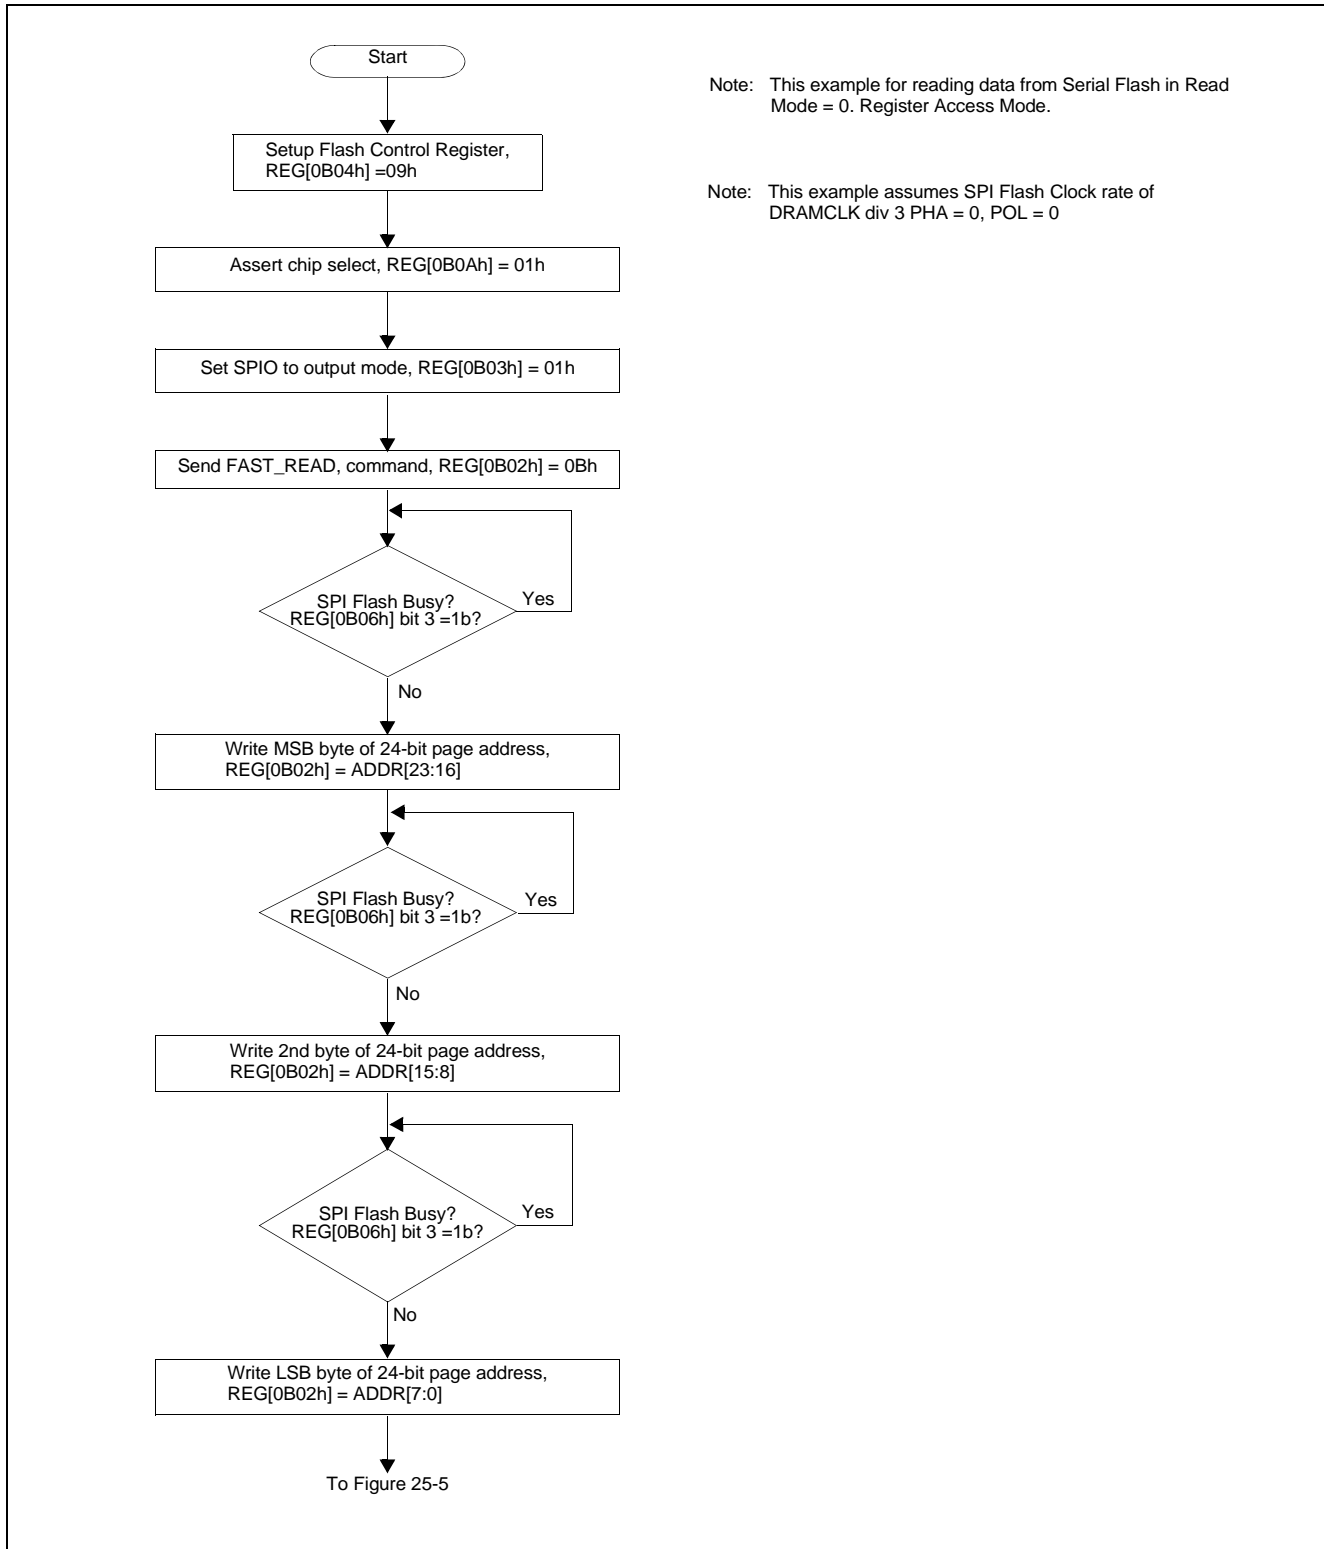 Start
Note: This example for reading data from Serial Flash in Read
Mode = 0. Register Access Mode.
Setup Flash Control Register,
REG[0B04h] =09h
Note: This example assumes SPI Flash Clock rate of
DRAMCLK div 3 PHA = 0, POL = 0
Assert chip select, REG[0B0Ah] = 01h
Set SPIO to output mode, REG[0B03h] = 01h
Send FAST_READ, command, REG[0B02h] = 0Bh
SPI Flash Busy?
REG[0B06h] bit 3 =1b?
Yes
No
Write MSB byte of 24-bit page address,
REG[0B02h] = ADDR[23:16]
SPI Flash Busy?
REG[0B06h] bit 3 =1b?
Yes
No
Write 2nd byte of 24-bit page address,
REG[0B02h] = ADDR[15:8]
SPI Flash Busy?
REG[0B06h] bit 3 =1b?
Yes
No
Write LSB byte of 24-bit page address,
REG[0B02h] = ADDR[7:0]
To Figure 25-5